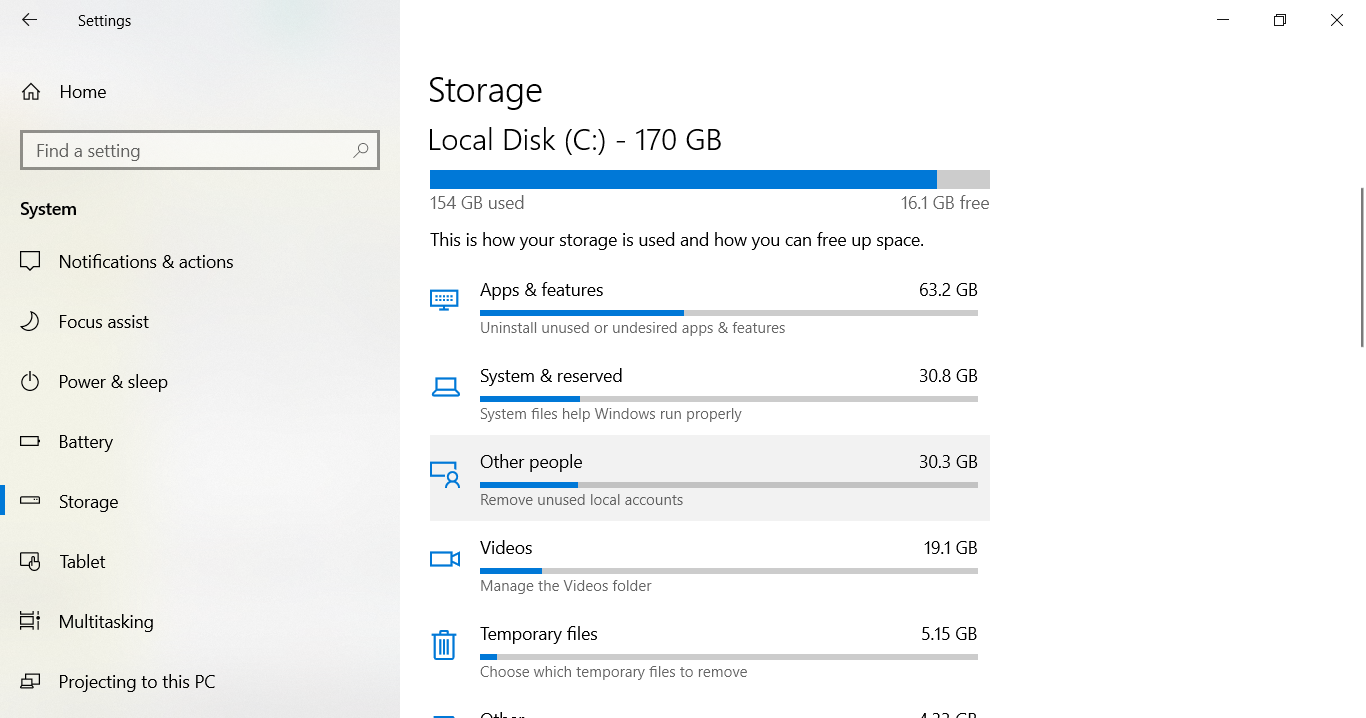 Settings
Home
Find a setting
System
Notifications & actions
Focus assist
Power & sleep
Battery
Storage
Tablet
Multitasking
Projecting to this PC
Storage
Local Disk (C:) - 170 GB
154 GB used
16.1 GB free
This is how your storage is used and how you can free up space.
Apps & features
63.2 GB
Uninstall unused or undesired apps & features
System & reserved
30.8 GB
System files help Windows run properly
Other people
30.3 GB
Remove unused local accounts
Videos
19.1 GB
Manage the Videos folder
Temporary files
5.15 GB
Choose which temporary files to remove
Other